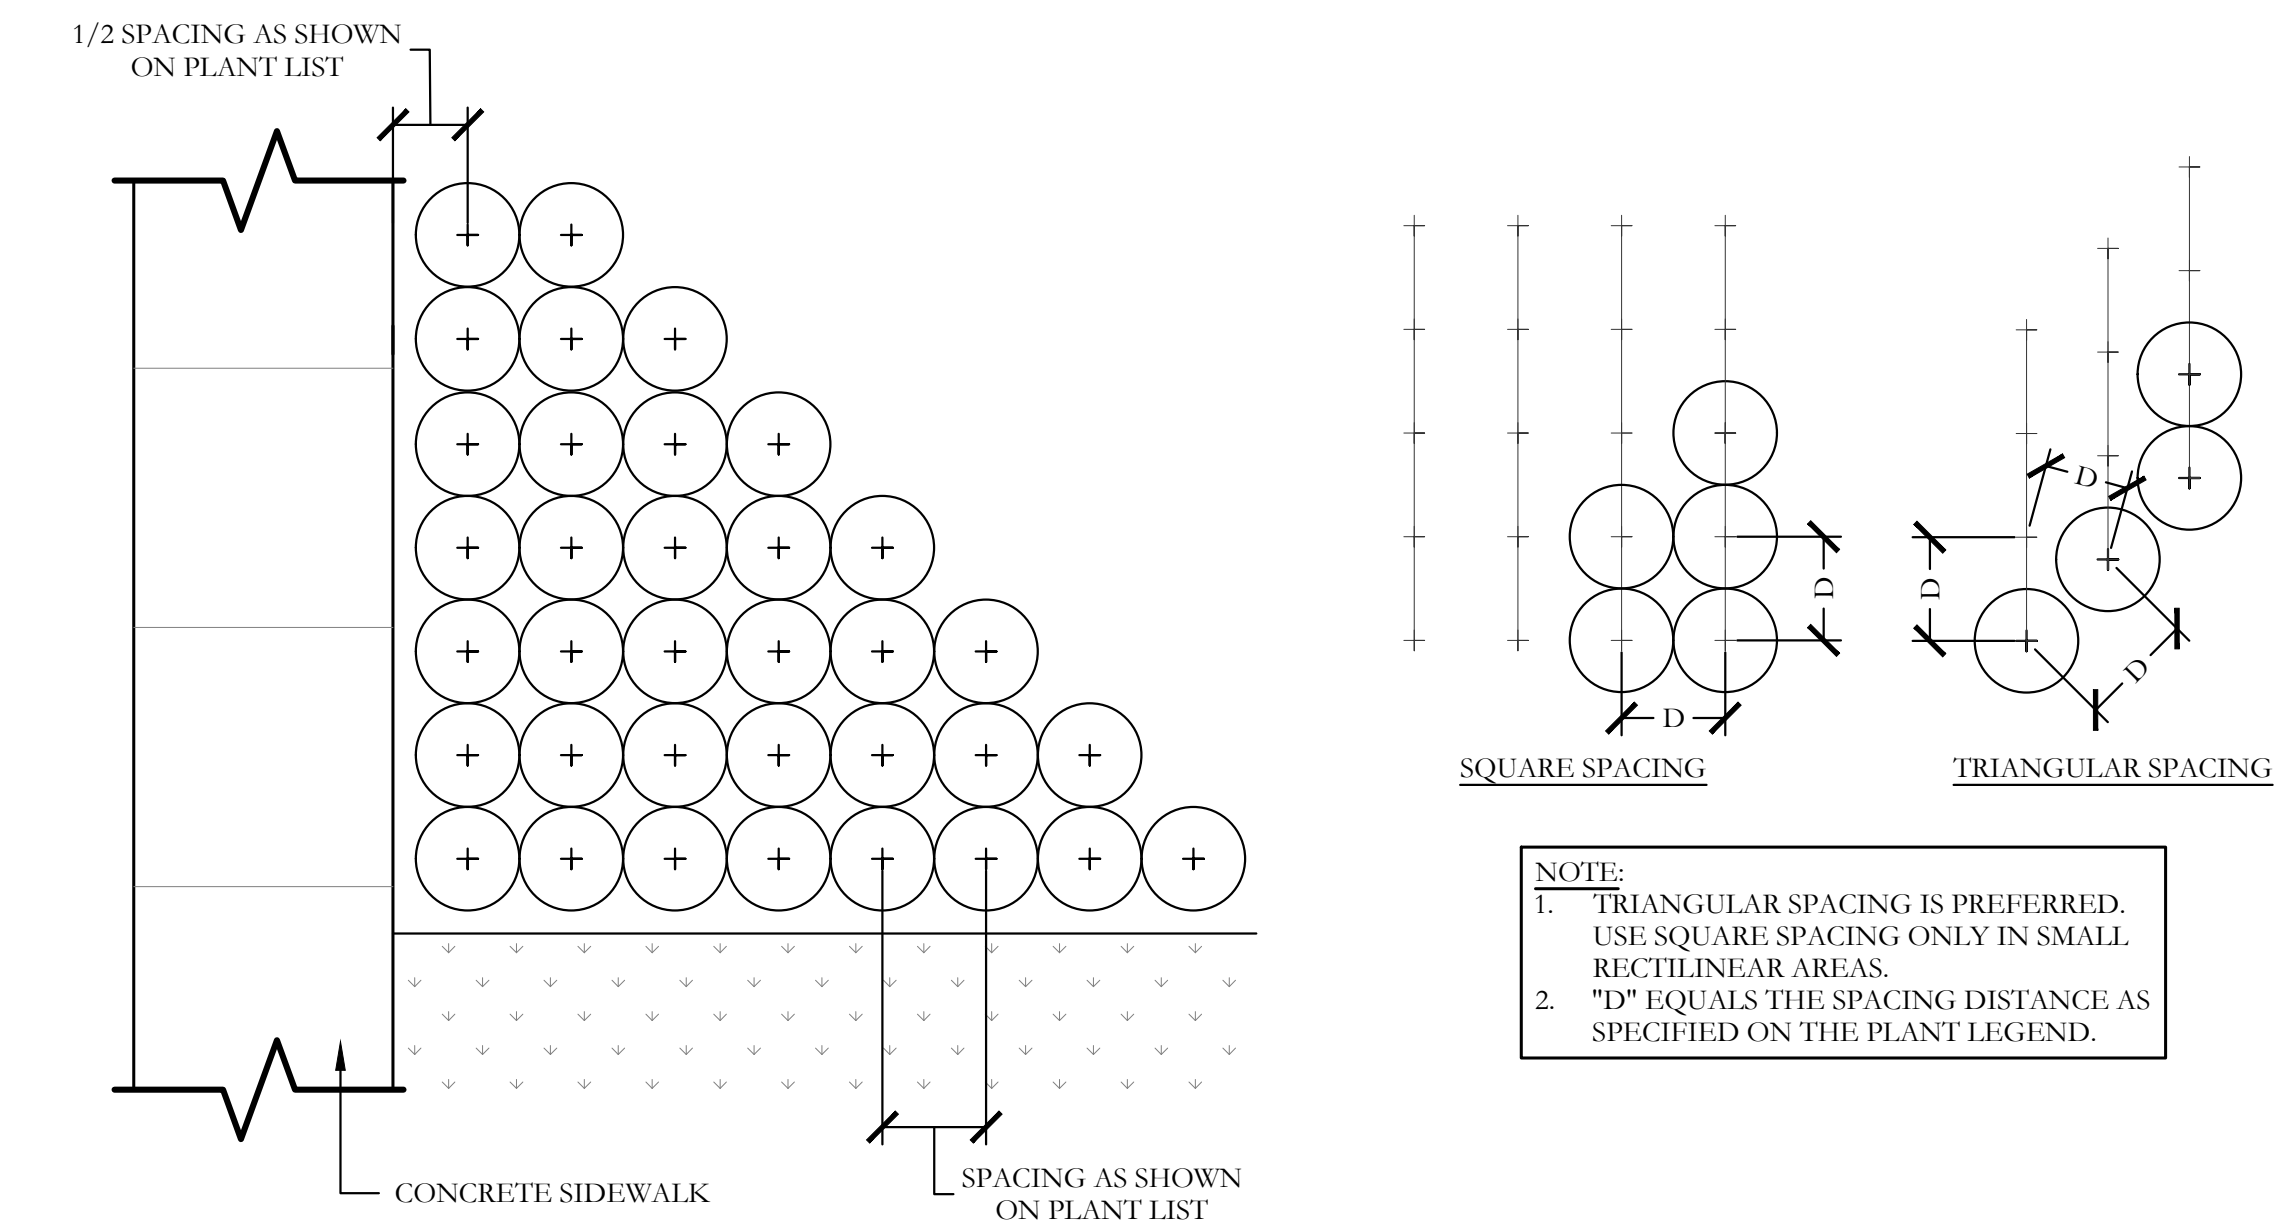 1/2 SPACING AS SHOWN
ON PLANT LIST
D
D
D
D
D
SQUARE SPACING
TRIANGULAR SPACING
NOTE:
1. TRIANGULAR SPACING IS PREFERRED.
USE SQUARE SPACING ONLY IN SMALL
RECTILINEAR AREAS.
2. "D" EQUALS THE SPACING DISTANCE AS
SPECIFIED ON THE PLANT LEGEND.
CONCRETE SIDEWALK
SPACING AS SHOWN
ON PLANT LIST